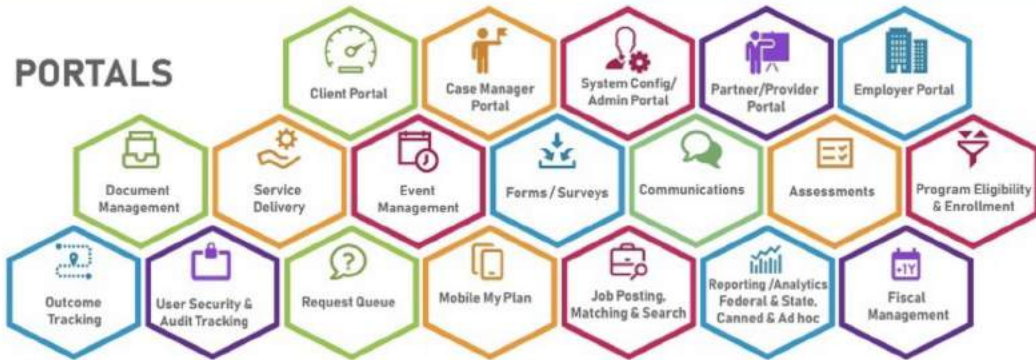 PORTALS
Client Portal
Case Manager
Portal
System Config/
Admin Portal
Partner/Provider
Portal
Employer Portal
Document
Management
Service
Delivery
Event
Management
Forms / Surveys
Communications
Assessments
Program Eligibility
& Enrollment
Outcome
Tracking
User Security &
Audit Tracking
?
Request Queue
Mobile My Plan
Job Posting,
Matching & Search
Reporting /Analytics
Federal & State,
Canned & Ad hoc
+1Y
Fiscal
Management